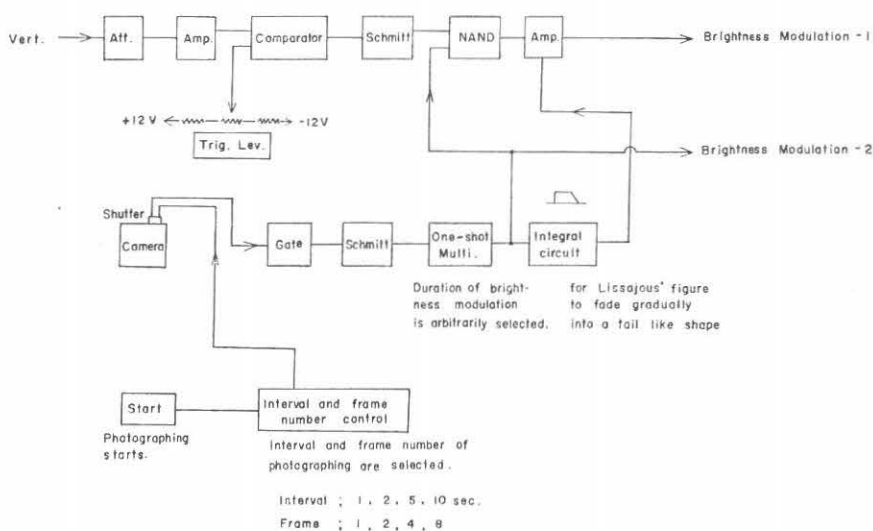 Vert.
Att.
Amp.
Comparator
Schmitt
NAND
Amp.
Brightness Modulation -1
+12V
-12V
Trig. Lev.
Brightness Modulation -2
Shutter
Camera
Gate
Schmitt
One-shot
Multi.
Integral
circuit
Duration of bright-
ness modulation
is arbitrarily selected.
for Lissajous' figure
to fade gradually
into a tail like shape
Start
Interval and frame
number control
Photographing
starts.
Interval and frame number of
photographing are selected.
Interval ; 1, 2, 5, 10 sec.
Frame ; 1, 2, 4, 8